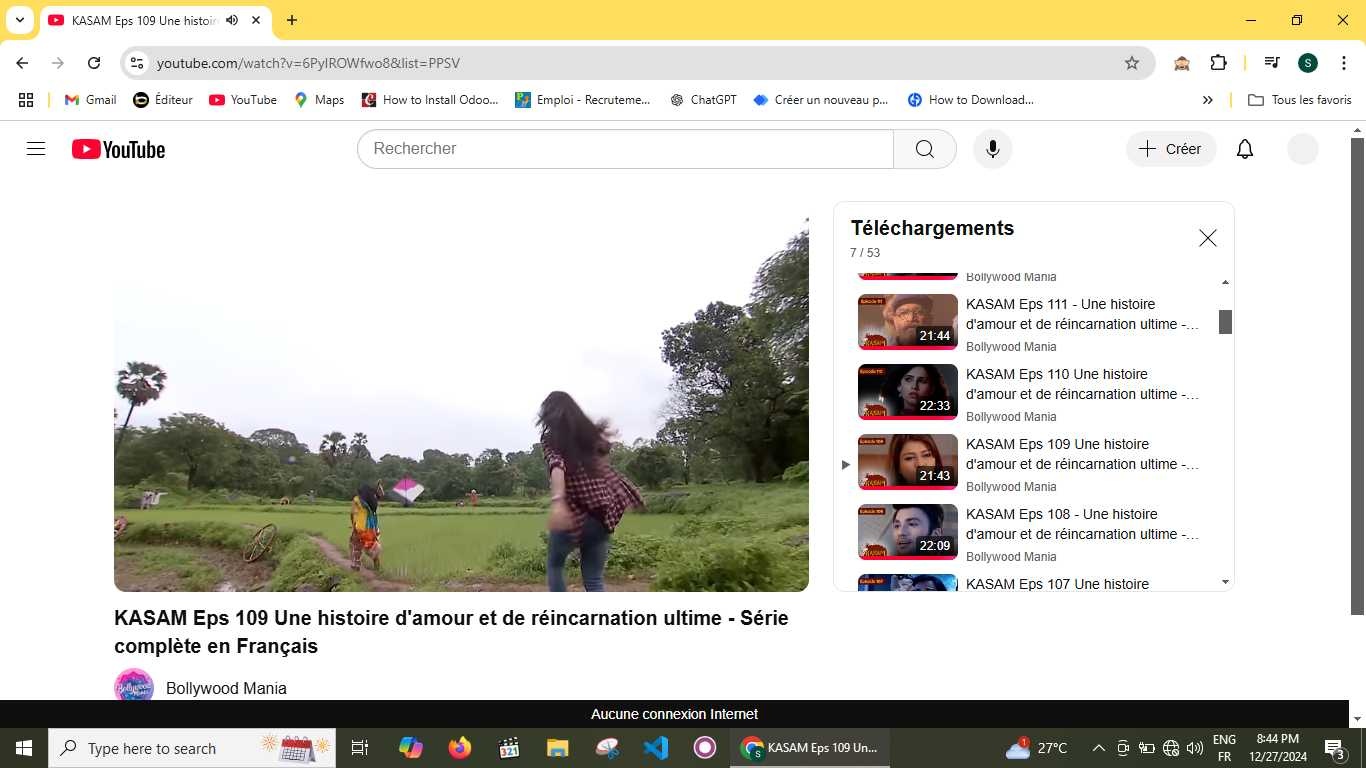 KASAM Eps 109 Une histoir
youtube.com/watch?v=6PyIROWfwo8&list=PPSV
S
Gmail
Éditeur
YouTube
Maps
How to Install Odoo...
Emploi - Recruteme...
ChatGPT
Créer un nouveau p...
How to Download...
Tous les favoris
YouTube
Rechercher
Créer
Téléchargements
7 / 53
Bollywood Mania
KASAM Eps 111 - Une histoire
d'amour et de réincarnation ultime -...
21:44
Bollywood Mania
KASAM Eps 110 Une histoire
d'amour et de réincarnation ultime -...
22:33
Bollywood Mania
KASAM Eps 109 Une histoire
d'amour et de réincarnation ultime -...
21:43
Bollywood Mania
KASAM Eps 108 - Une histoire
d'amour et de réincarnation ultime -...
22:09
Bollywood Mania
KASAM Eps 107 Une histoire
KASAM Eps 109 Une histoire d'amour et de réincarnation ultime - Série
complète en Français
Bollywood Mania
Aucune connexion Internet
Type here to search
KASAM Eps 109 Un...
27°C
ENG
FR
8:44 PM
12/27/2024
3